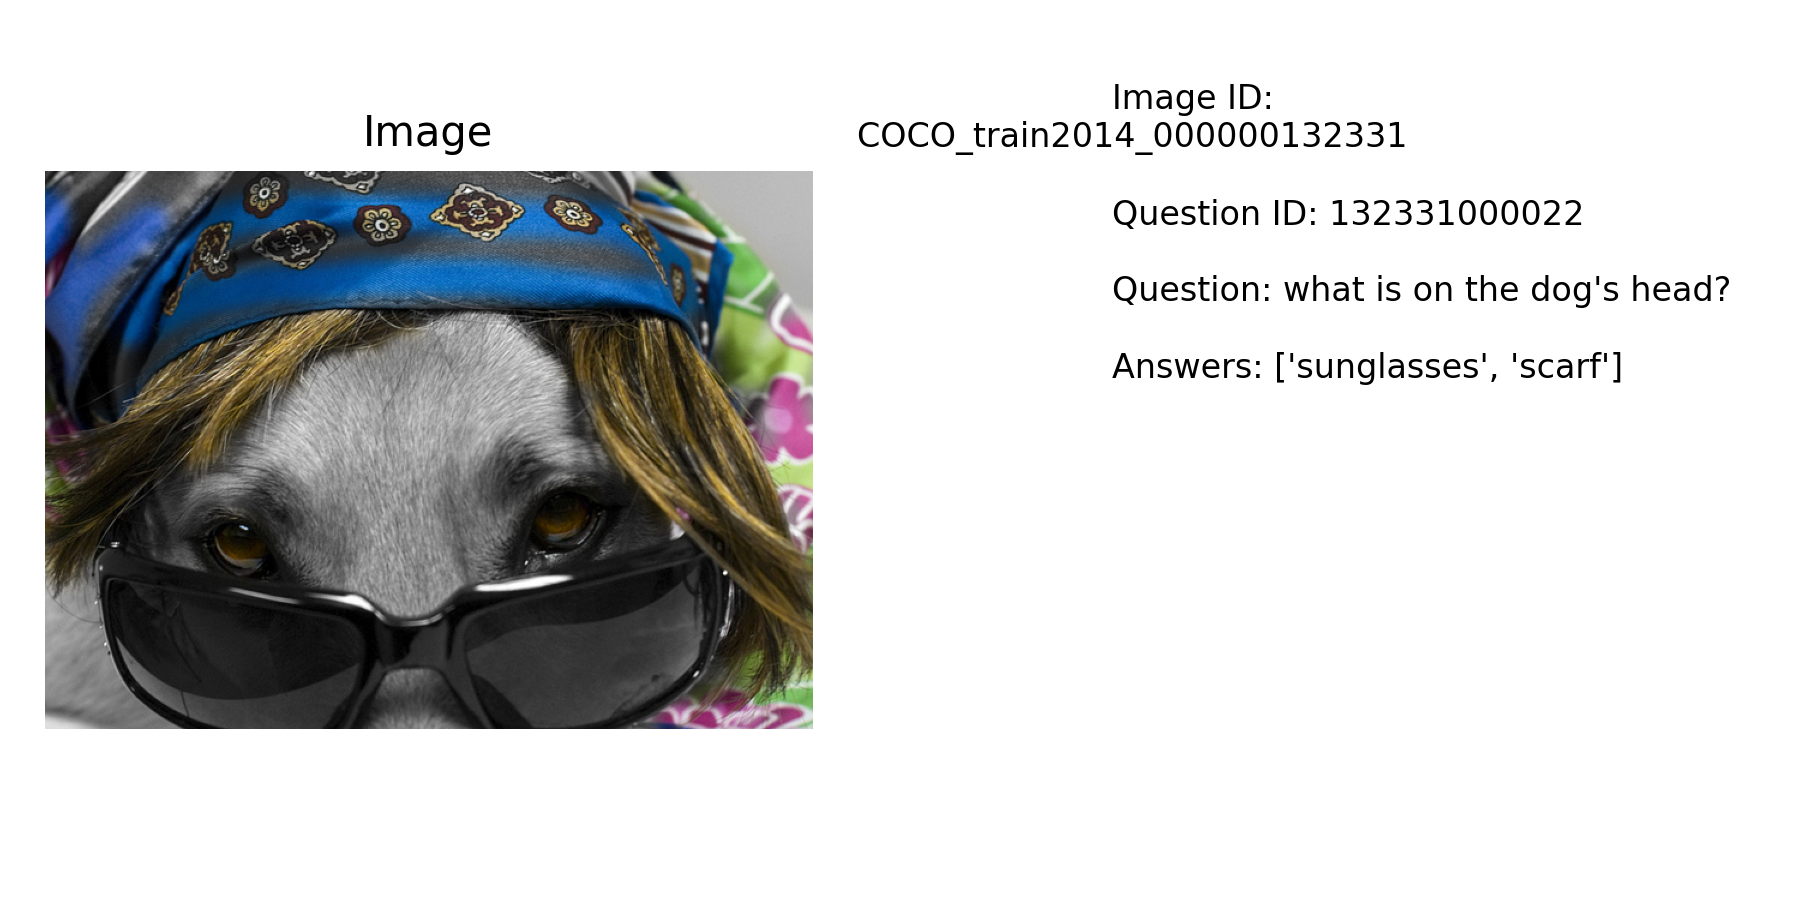 Image
Image ID:
COCO_train2014_000000132331
Question ID: 132331000022
Question: what is on the dog's head?
Answers: ['sunglasses', 'scarf']